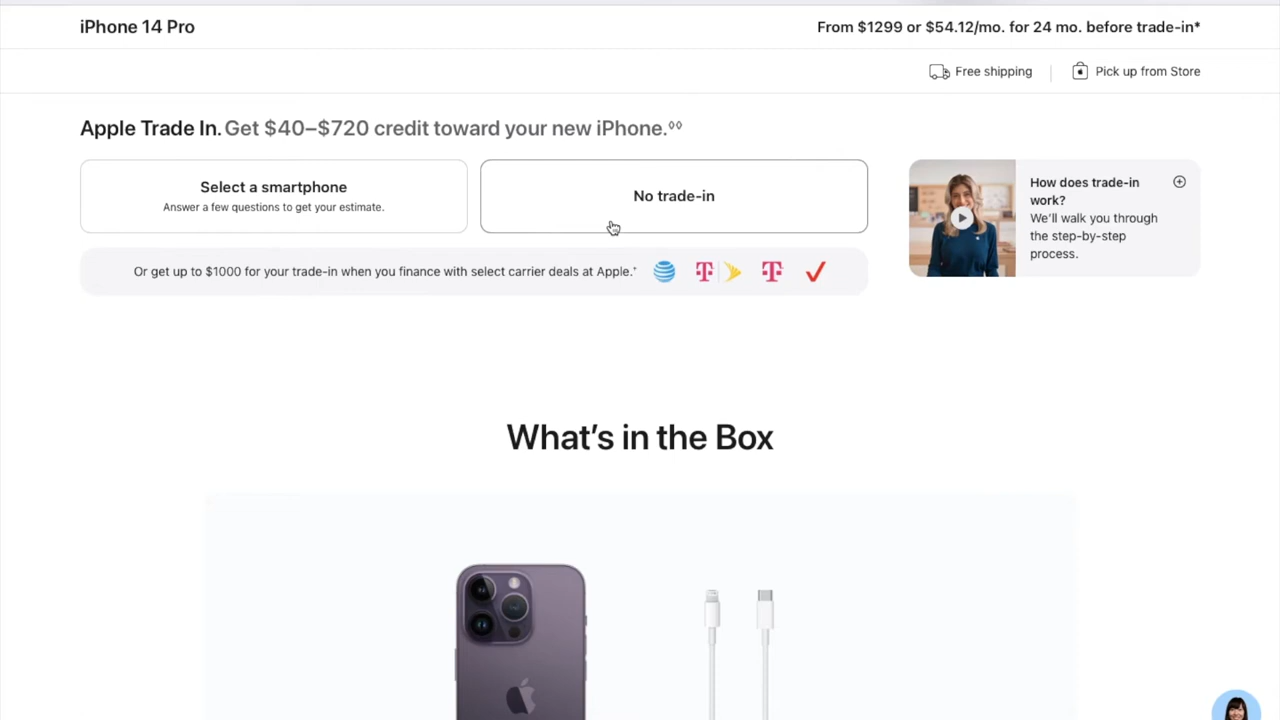 iPhone 14 Pro
From $1299 or $54.12/mo. for 24 mo. before trade-in*
Free shipping
Pick up from Store
Apple Trade In. Get $40–$720 credit toward your new iPhone.◊◊
Select a smartphone
Answer a few questions to get your estimate.
No trade-in
How does trade-in
work?
We'll walk you through
the step-by-step
process.
Or get up to $1000 for your trade-in when you finance with select carrier deals at Apple.⁺
What's in the Box